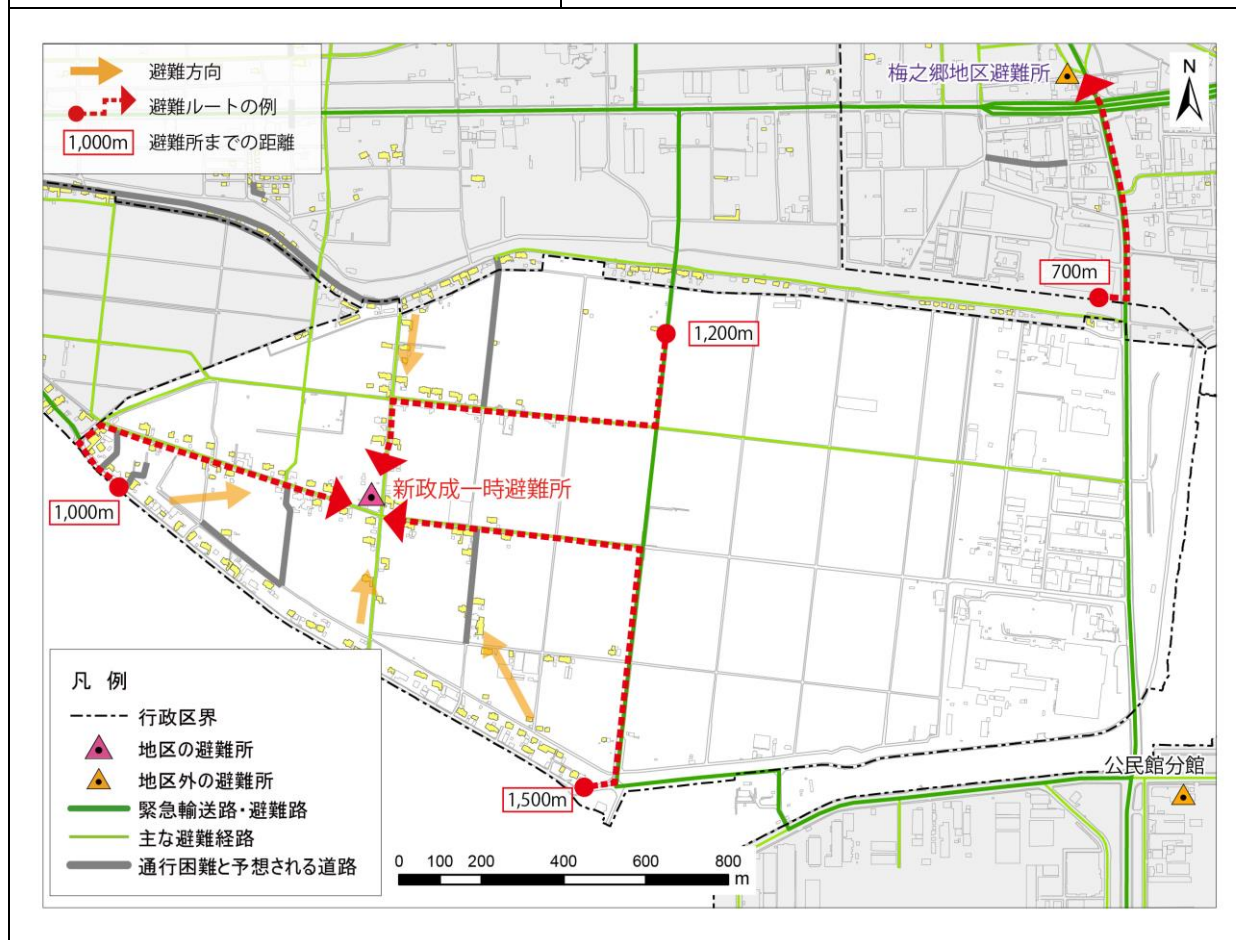 避難方向
避難ルートの例
1,000m 避難所までの距離
梅之郷地区避難所
N
700m
1,200m
新政成一時避難所
1,000m
1,500m
公民館分館
凡 例
行政区界
地区の避難所
地区外の避難所
緊急輸送路・避難路
主な避難経路
通行困難と予想される道路
0 100 200 400 600 800
m